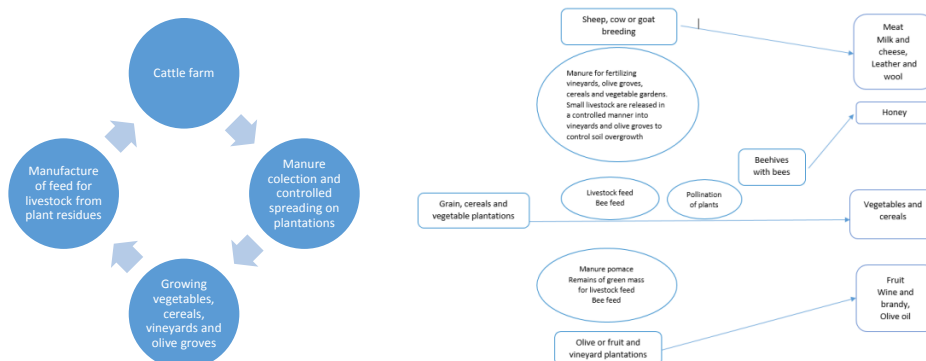 Cattle farm
Manure
colection and
controlled
spreading on
plantations
Growing
vegetables,
cereals,
vineyards and
olive groves
Manufacture
of feed for
livestock from
plant residues
Sheep, cow or goat
breeding
Meat
Milk and
cheese,
Leather and
wool
Manure for fertilizing
vineyards, olive groves,
cereals and vegetable gardens.
Small livestock are released in
a controlled manner into
vineyards and olive groves to
control soil overgrowth
Honey
Beehives
with bees
Grain, cereals and
vegetable plantations
Livestock feed
Bee feed
Pollination
of plants
Vegetables and
cereals
Manure pomace
Remains of green mass
for livestock feed
Bee feed
Fruit
Wine and
brandy,
Olive oil
Olive or fruit and
vineyard plantations